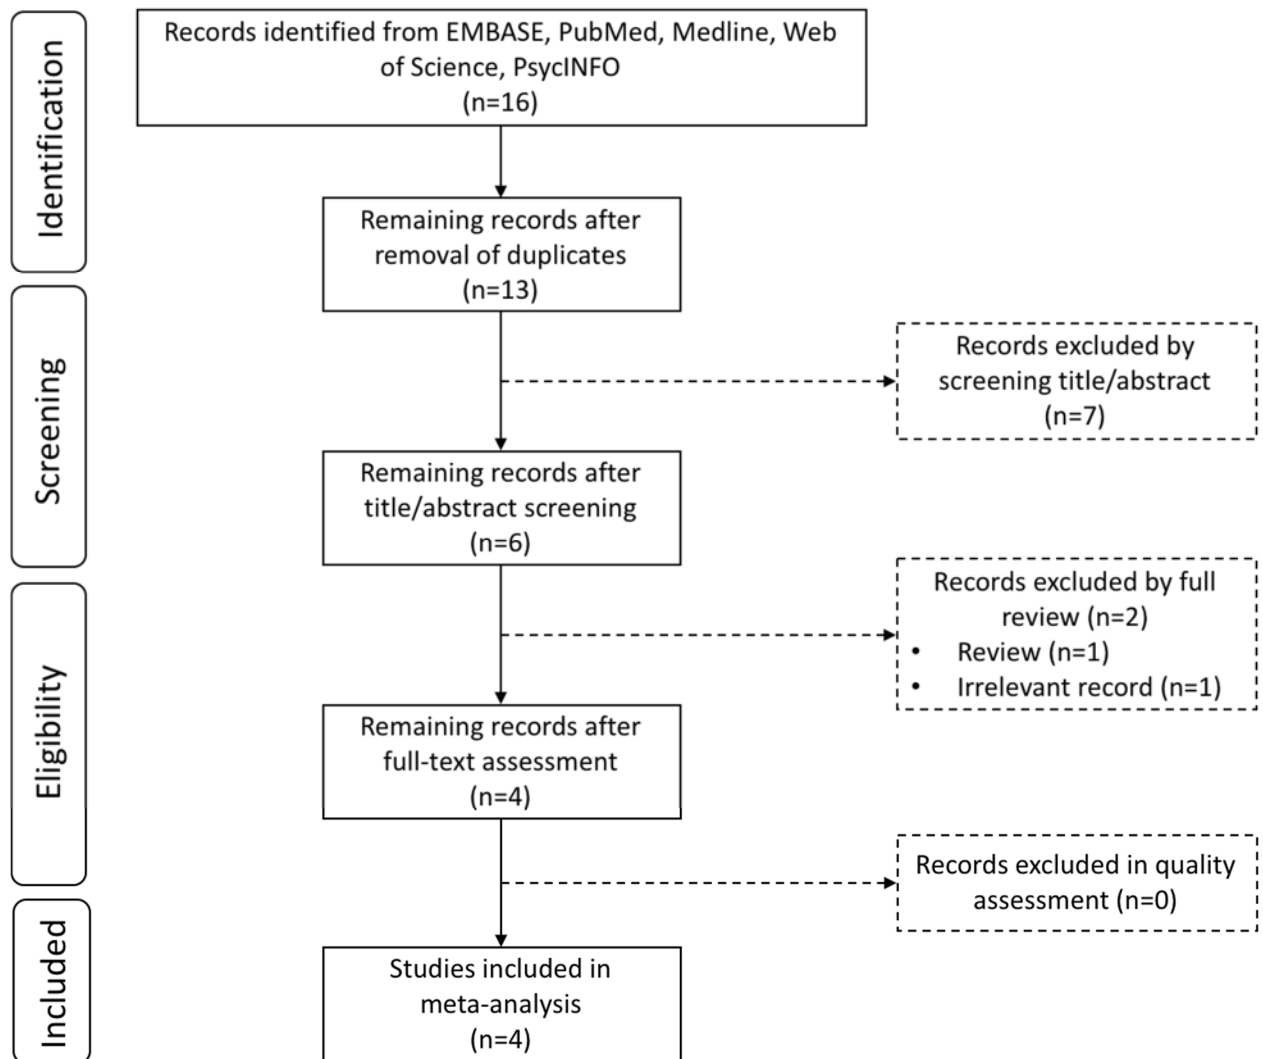 Identification
Records identified from EMBASE, PubMed, Medline, Web
of Science, PsycINFO
(n=16)
Remaining records after
removal of duplicates
(n=13)
Screening
Records excluded by
screening title/abstract
(n=7)
Remaining records after
title/abstract screening
(n=6)
Eligibility
Records excluded by full
review (n=2)
• Review (n=1)
• Irrelevant record (n=1)
Remaining records after
full-text assessment
(n=4)
Records excluded in quality
assessment (n=0)
Included
Studies included in
meta-analysis
(n=4)